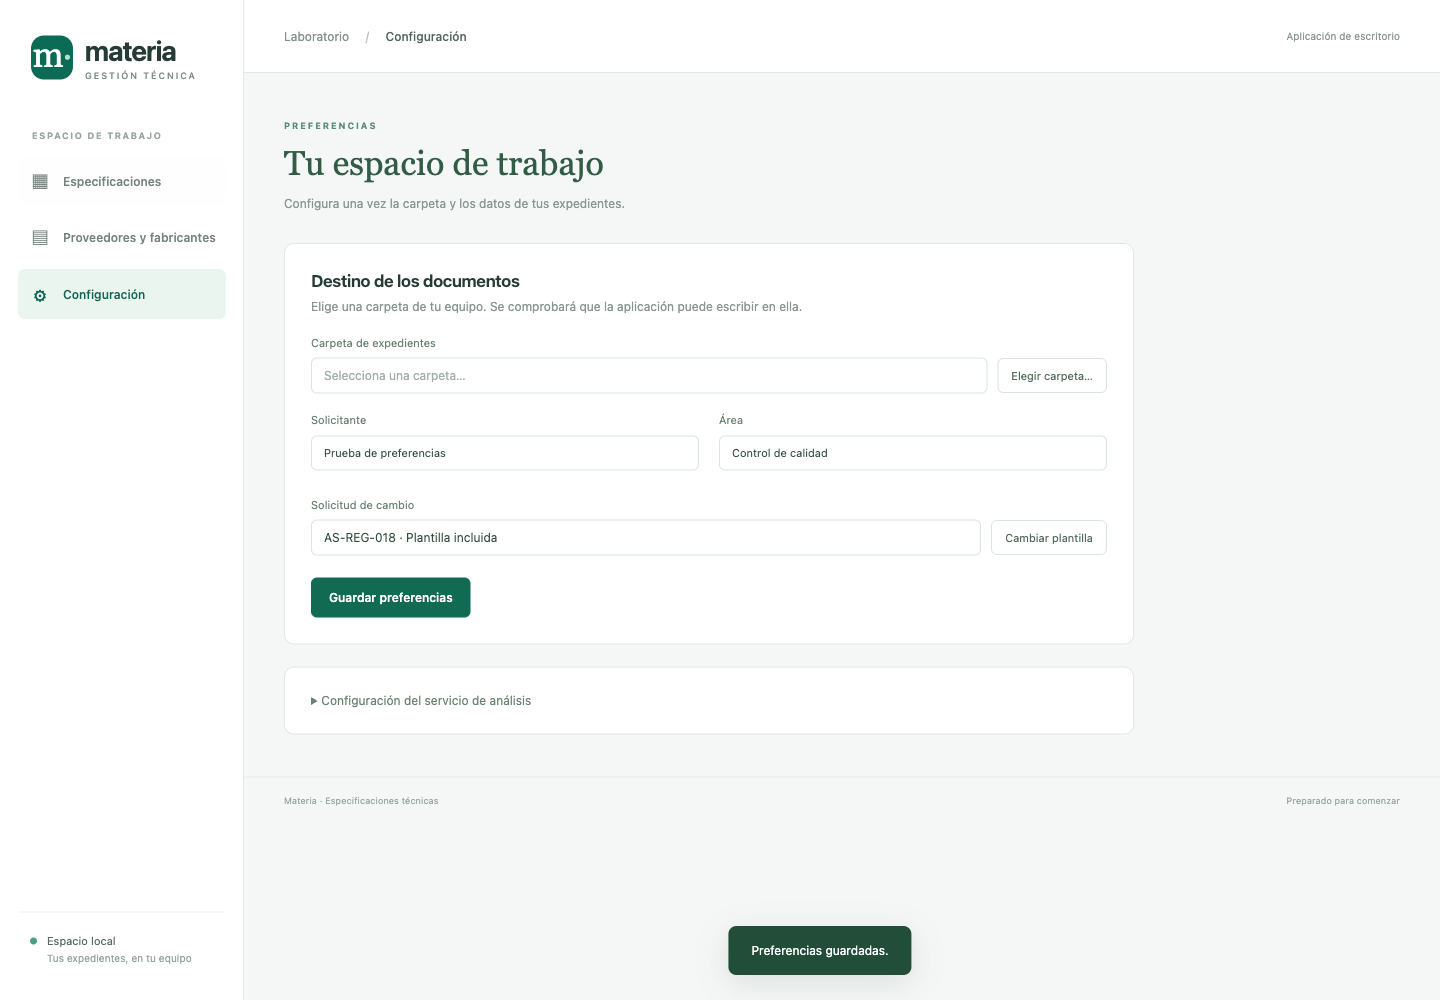 m.
materia
GESTIÓN TÉCNICA
ESPACIO DE TRABAJO
Especificaciones
Proveedores y fabricantes
Configuración
Espacio local
Tus expedientes, en tu equipo
Laboratorio / Configuración
Aplicación de escritorio
PREFERENCIAS
Tu espacio de trabajo
Configura una vez la carpeta y los datos de tus expedientes.
Destino de los documentos
Elige una carpeta de tu equipo. Se comprobará que la aplicación puede escribir en ella.
Carpeta de expedientes
Selecciona una carpeta...
Elegir carpeta...
Solicitante
Área
Prueba de preferencias
Control de calidad
Solicitud de cambio
AS-REG-018 · Plantilla incluida
Cambiar plantilla
Guardar preferencias
Configuración del servicio de análisis
Materia · Especificaciones técnicas
Preparado para comenzar
Preferencias guardadas.